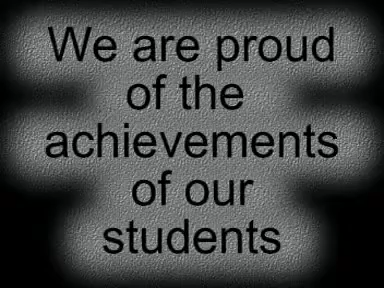 We are proud
of the
achievements
of our
students